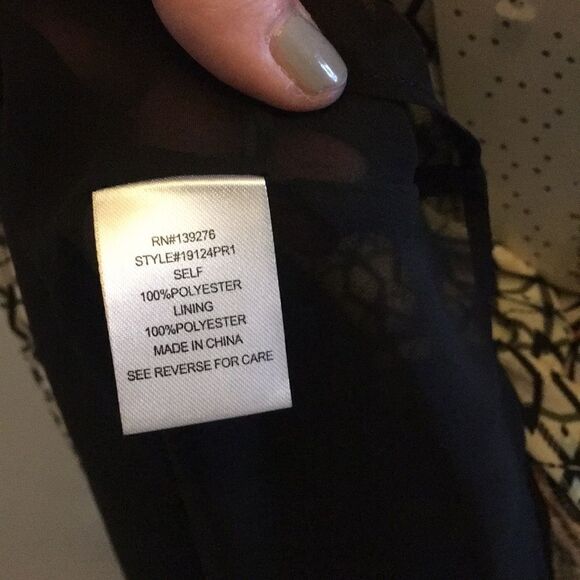 RN#139276
STYLE#19124PR1
SELF
100%POLYESTER
LINING
100%POLYESTER
MADE IN CHINA
SEE REVERSE FOR CARE